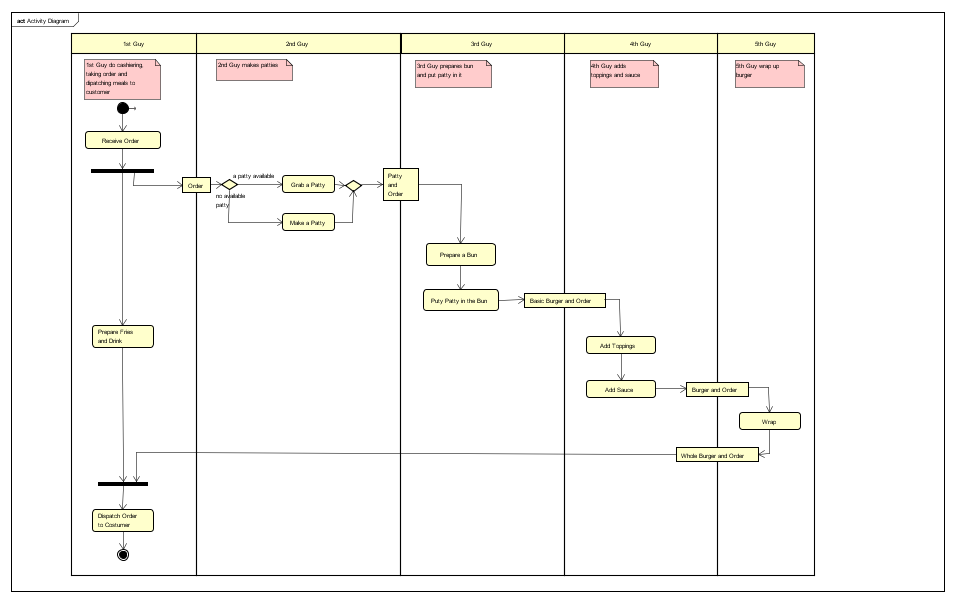 act Activity Diagram
1st Guy
2nd Guy
3rd Guy
4th Guy
5th Guy
1st Guy do cashiering,
taking order and
dipatching meals to
customer
2nd Guy makes patties
3rd Guy prepares bun
and put patty in it
4th Guy adds
toppings and sauce
5th Guy wrap up
burger
Receive Order
Order
a patty available
no available
patty
Grab a Patty
Make a Patty
Patty
and
Order
Prepare a Bun
Puty Patty in the Bun
Basic Burger and Order
Prepare Fries
and Drink
Add Toppings
Add Sauce
Burger and Order
Wrap
Whole Burger and Order
Dispatch Order
to Costumer